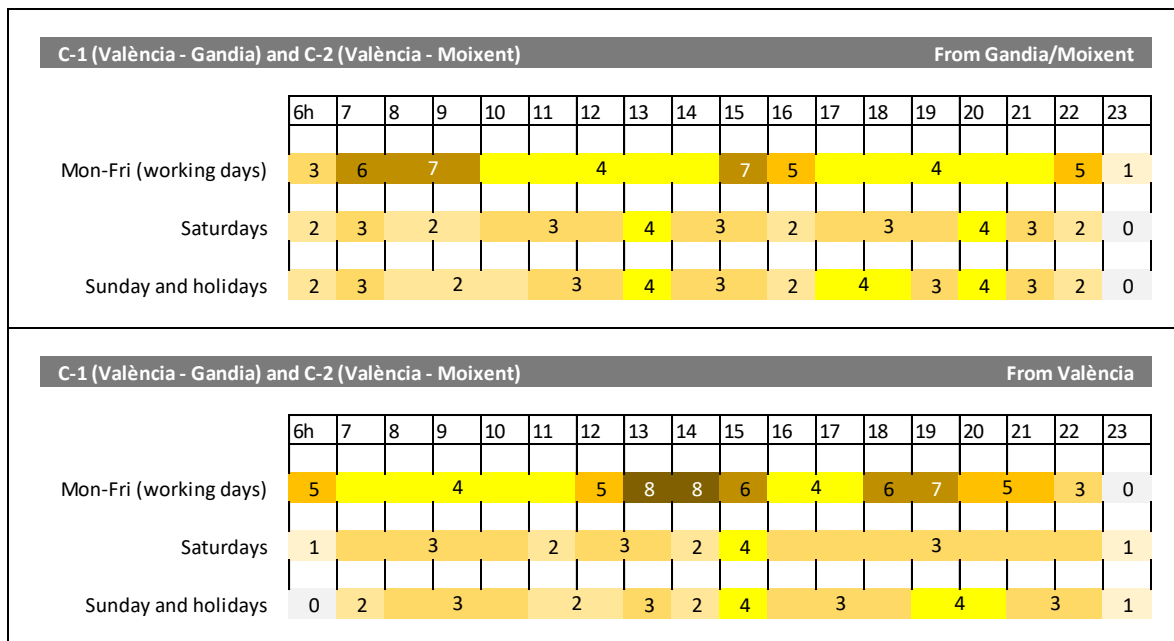 C-1 (València - Gandia) and C-2 (València - Moixent) From Gandia/Moixent
6h 7 8 9 10 11 12 13 14 15 16 17 18 19 20 21 22 23
Mon-Fri (working days) 3 6 7 4 7 5 4 5 1
Saturdays 2 3 2 3 4 3 2 3 4 3 2 0
Sunday and holidays 2 3 2 3 4 3 2 4 3 4 3 2 0
C-1 (València - Gandia) and C-2 (València - Moixent) From València
6h 7 8 9 10 11 12 13 14 15 16 17 18 19 20 21 22 23
Mon-Fri (working days) 5 4 5 8 8 6 4 6 7 5 3 0
Saturdays 1 3 2 3 2 4 3 1
Sunday and holidays 0 2 3 2 3 2 4 3 4 3 1